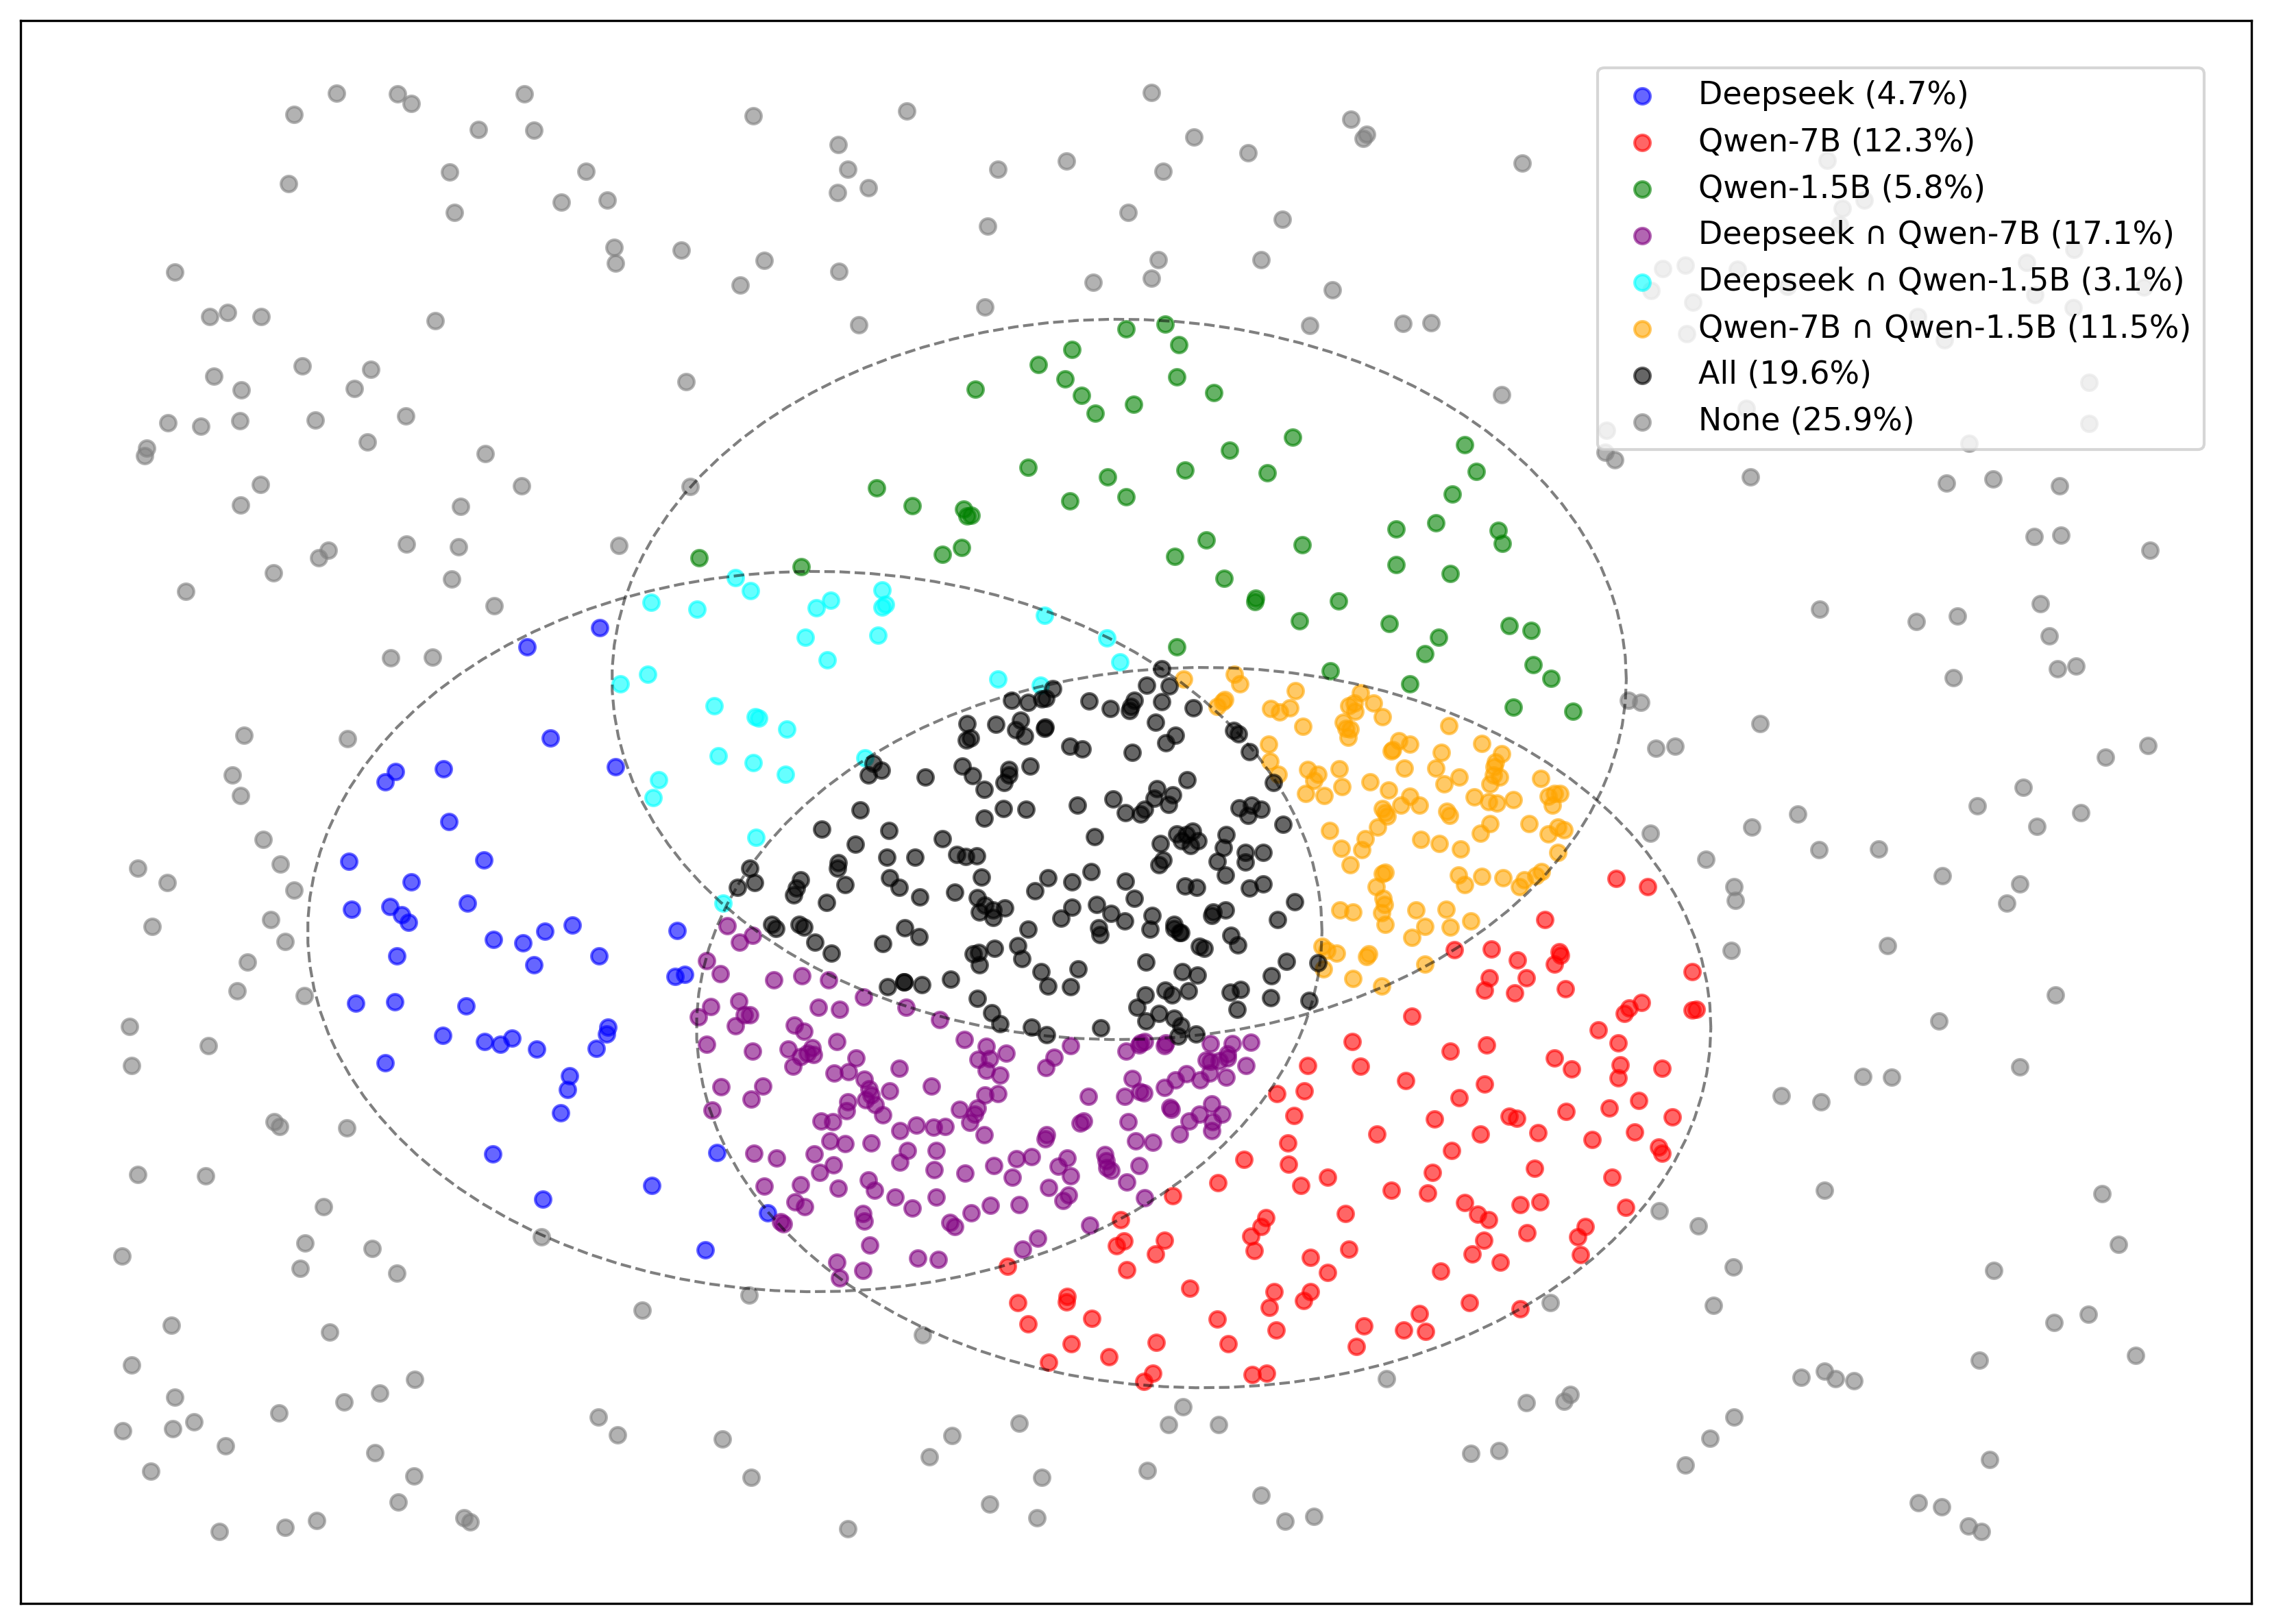 Deepseek (4.7%)
Qwen-7B (12.3%)
Qwen-1.5B (5.8%)
Deepseek ∩ Qwen-7B (17.1%)
Deepseek ∩ Qwen-1.5B (3.1%)
Qwen-7B ∩ Qwen-1.5B (11.5%)
All (19.6%)
None (25.9%)